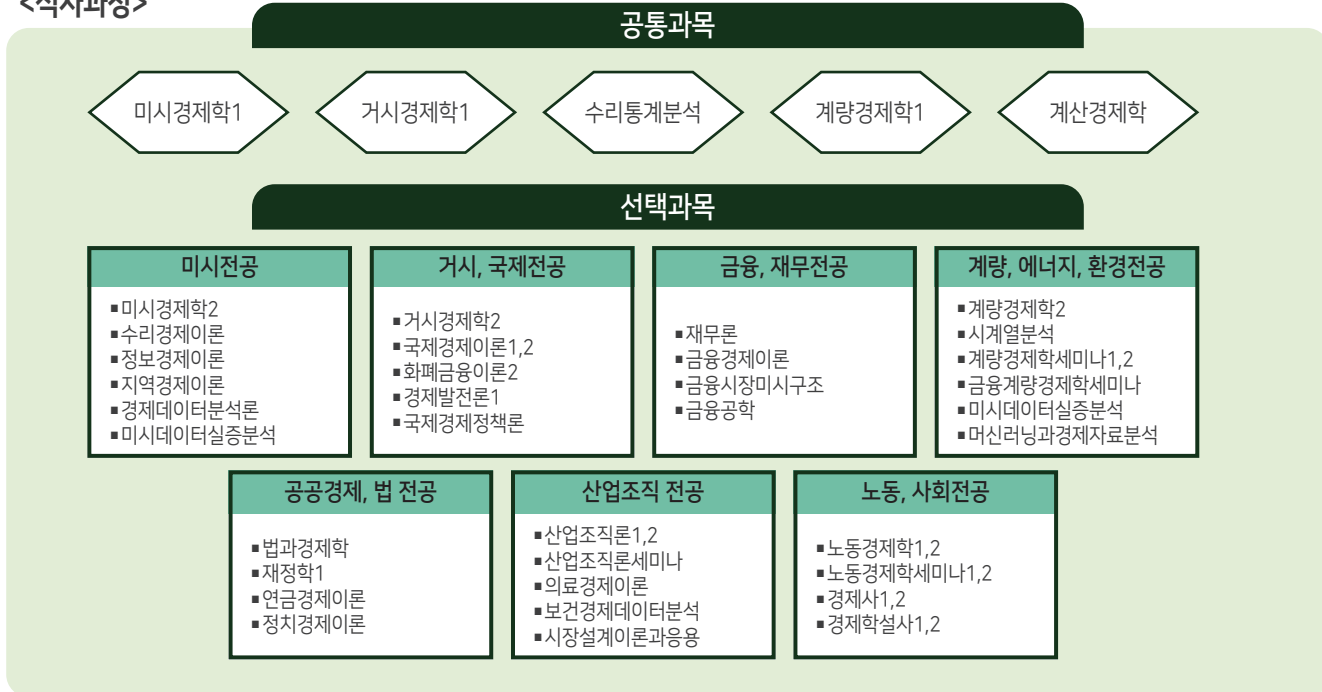 <석사과정>
공통과목
미시경제학1
거시경제학1
수리통계분석
계량경제학1
계산경제학
선택과목
미시전공
▪미시경제학2
▪수리경제이론
▪정보경제이론
▪지역경제이론
▪경제데이터분석론
▪미시데이터실증분석
거시, 국제전공
▪거시경제학2
▪국제경제이론1,2
▪화폐금융이론2
▪경제발전론1
▪국제경제정책론
금융, 재무전공
▪재무론
▪금융경제이론
▪금융시장미시구조
▪금융공학
계량, 에너지, 환경전공
▪계량경제학2
▪시계열분석
▪계량경제학세미나1,2
▪금융계량경제학세미나
▪미시데이터실증분석
▪머신러닝과경제자료분석
공공경제, 법 전공
▪법과경제학
▪재정학1
▪연금경제이론
▪정치경제이론
산업조직 전공
▪산업조직론1,2
▪산업조직론세미나
▪의료경제이론
▪보건경제데이터분석
▪시장설계이론과응용
노동, 사회전공
▪노동경제학1,2
▪노동경제학세미나1,2
▪경제사1,2
▪경제학설사1,2